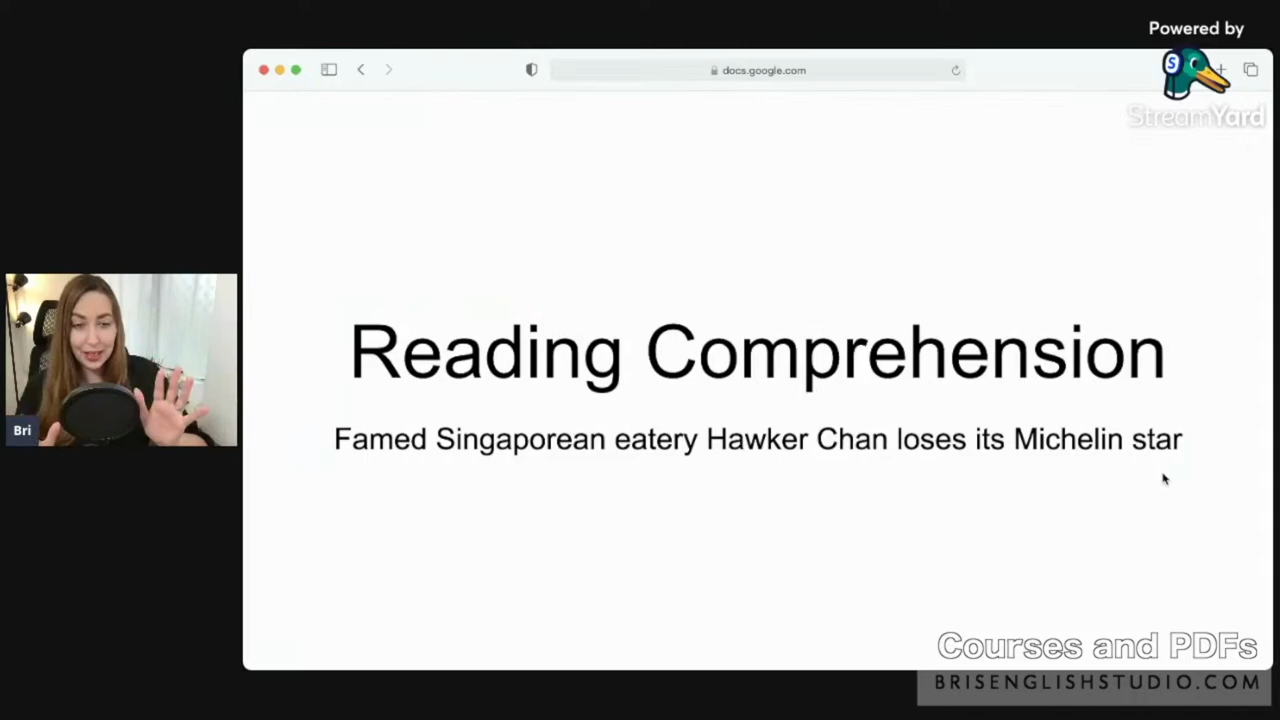 Powered by
S
StreamYard
docs.google.com
Reading Comprehension
Famed Singaporean eatery Hawker Chan loses its Michelin star
Bri
Courses and PDFs
BRISENGLISHSTUDIO.COM